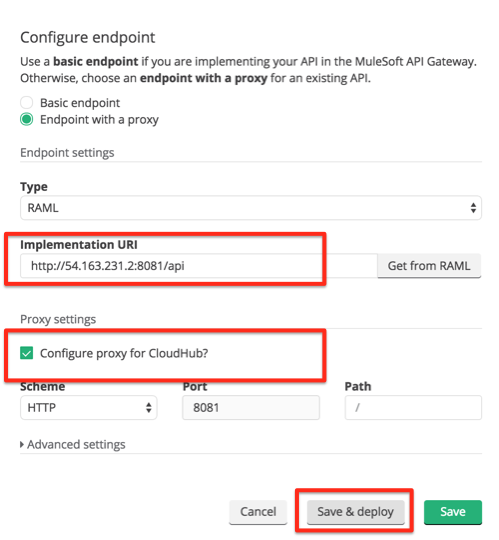 Configure endpoint
Use a basic endpoint if you are implementing your API in the MuleSoft API Gateway.
Otherwise, choose an endpoint with a proxy for an existing API.
Basic endpoint
Endpoint with a proxy
Endpoint settings
Type
RAML
Implementation URI
http://54.163.231.2:8081/api
Get from RAML
Proxy settings
Configure proxy for CloudHub?
Scheme Port Path
HTTP 8081 /
Advanced settings
Cancel Save & deploy Save